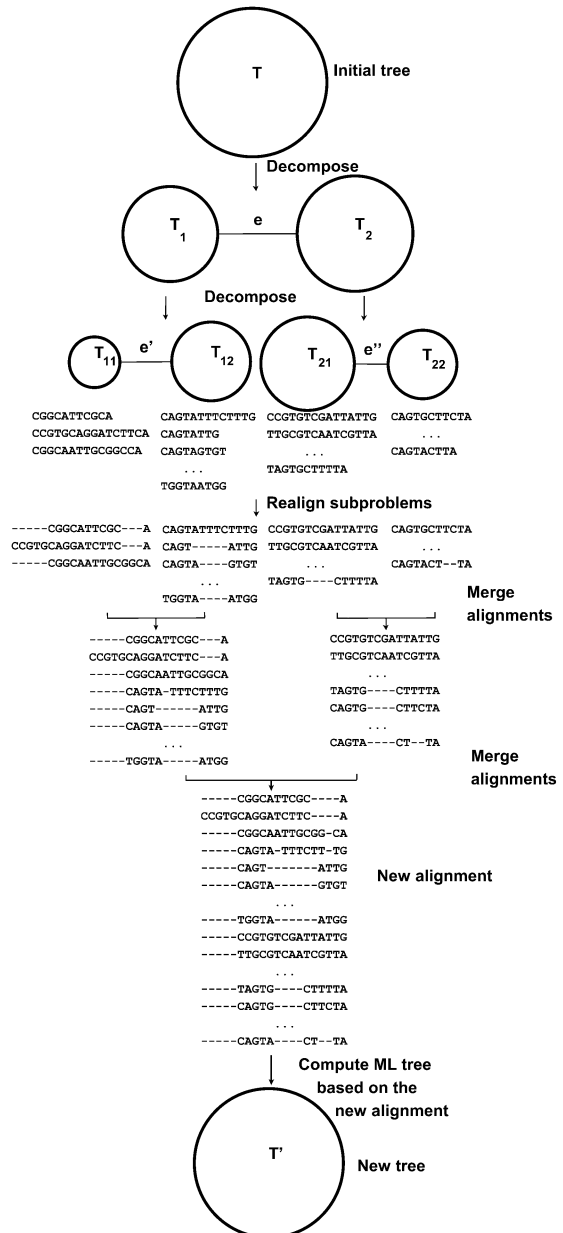 T
Initial tree
Decompose
T1 e T2
Decompose
T11 e' T12 T21 e'' T22
CGGCATTCGCA CAGTATTTCTTTG CCGTGTCGATTATTG CAGTGCTTCTA
CCGTGCAGGATCTTCA CAGTATTG TTGCGTCAATCGTTA ...
CGGCAATTGCGGCCA CAGTAGTGT ... CAGTACTTA
... TAGTGCTTTTA
TGGTAATGG
Realign subproblems
-----CGGCATTCGC---A CAGTATTTCTTTG CCGTGTCGATTATTG CAGTGCTTCTA
CCGTGCAGGATCTTC---A CAGT-----ATTG TTGCGTCAATCGTTA ...
-----CGGCAATTGCGGCA CAGTA----GTGT ... CAGTACT--TA
... TAGTG----CTTTTA
TGGTA----ATGG
Merge
alignments
-----CGGCATTCGC---A CCGTGTCGATTATTG
CCGTGCAGGATCTTC---A TTGCGTCAATCGTTA
-----CGGCAATTGCGGCA ...
-----CAGTA-TTTCTTTG TAGTG----CTTTTA
-----CAGT------ATTG CAGTG----CTTCTA
-----CAGTA-----GTGT ...
... CAGTA----CT--TA
-----TGGTA-----ATGG
Merge
alignments
-----CGGCATTCGC----A
CCGTGCAGGATCTTC----A
-----CGGCAATTGCGG-CA
-----CAGTA-TTTCTT-TG
-----CAGT-------ATTG
-----CAGTA------GTGT
...
-----TGGTA------ATGG
-----CCGTGTCGATTATTG
-----TTGCGTCAATCGTTA
...
-----TAGTG----CTTTTA
-----CAGTG----CTTCTA
...
-----CAGTA----CT--TA
New alignment
Compute ML tree
based on the
new alignment
T'
New tree